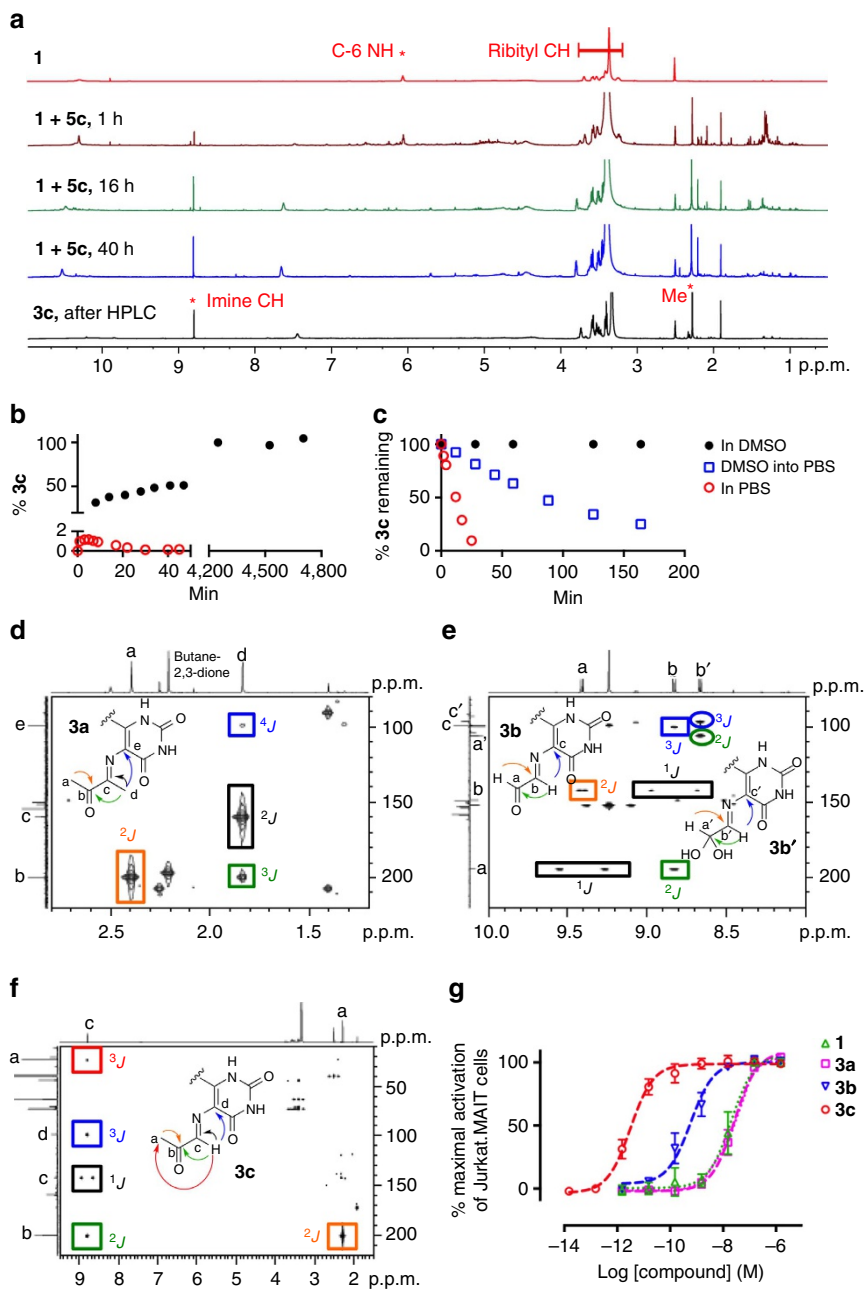 a
1
C-6 NH *
Ribityl CH
1 + 5c, 1 h
1 + 5c, 16 h
1 + 5c, 40 h
* Imine CH
Me*
3c, after HPLC
10 9 8 7 6 5 4 3 2 1 p.p.m.
b
% 3c
100
50
2
0
0 20 40 4,200 4,500 4,800
Min
c
% 3c remaining
100
50
0
0 50 100 150 200
Min
In DMSO
DMSO into PBS
In PBS
d
a
Butane-
2,3-dione
d
p.p.m.
e
c
b
3a
⁴J
²J
³J
²J
H
N
O
NH
O
e
N
a
b
c
d
O
100
150
200
2.5 2.0 1.5
p.p.m.
e
a
b
b′
p.p.m.
c′
c
a′
b
a
3b
³J
²J
³J
¹J
²J
¹J
²J
H
N
O
NH
O
c
N
a
H
b
H
O
H
N
O
NH
O
c′
N
a′
H
b′
H
HO
OH
3b′
100
150
200
10.0 9.5 9.0 8.5
p.p.m.
f
c
a
p.p.m.
a
d
c
b
³J
³J
¹J
²J
²J
H
N
O
NH
O
d
N
a
b
c
O
H
3c
50
100
150
200
9 8 7 6 5 4 3 2 p.p.m.
g
% maximal activation
of Jurkat.MAIT cells
100
50
0
−14 −12 −10 −8 −6
Log [compound] (M)
1
3a
3b
3c